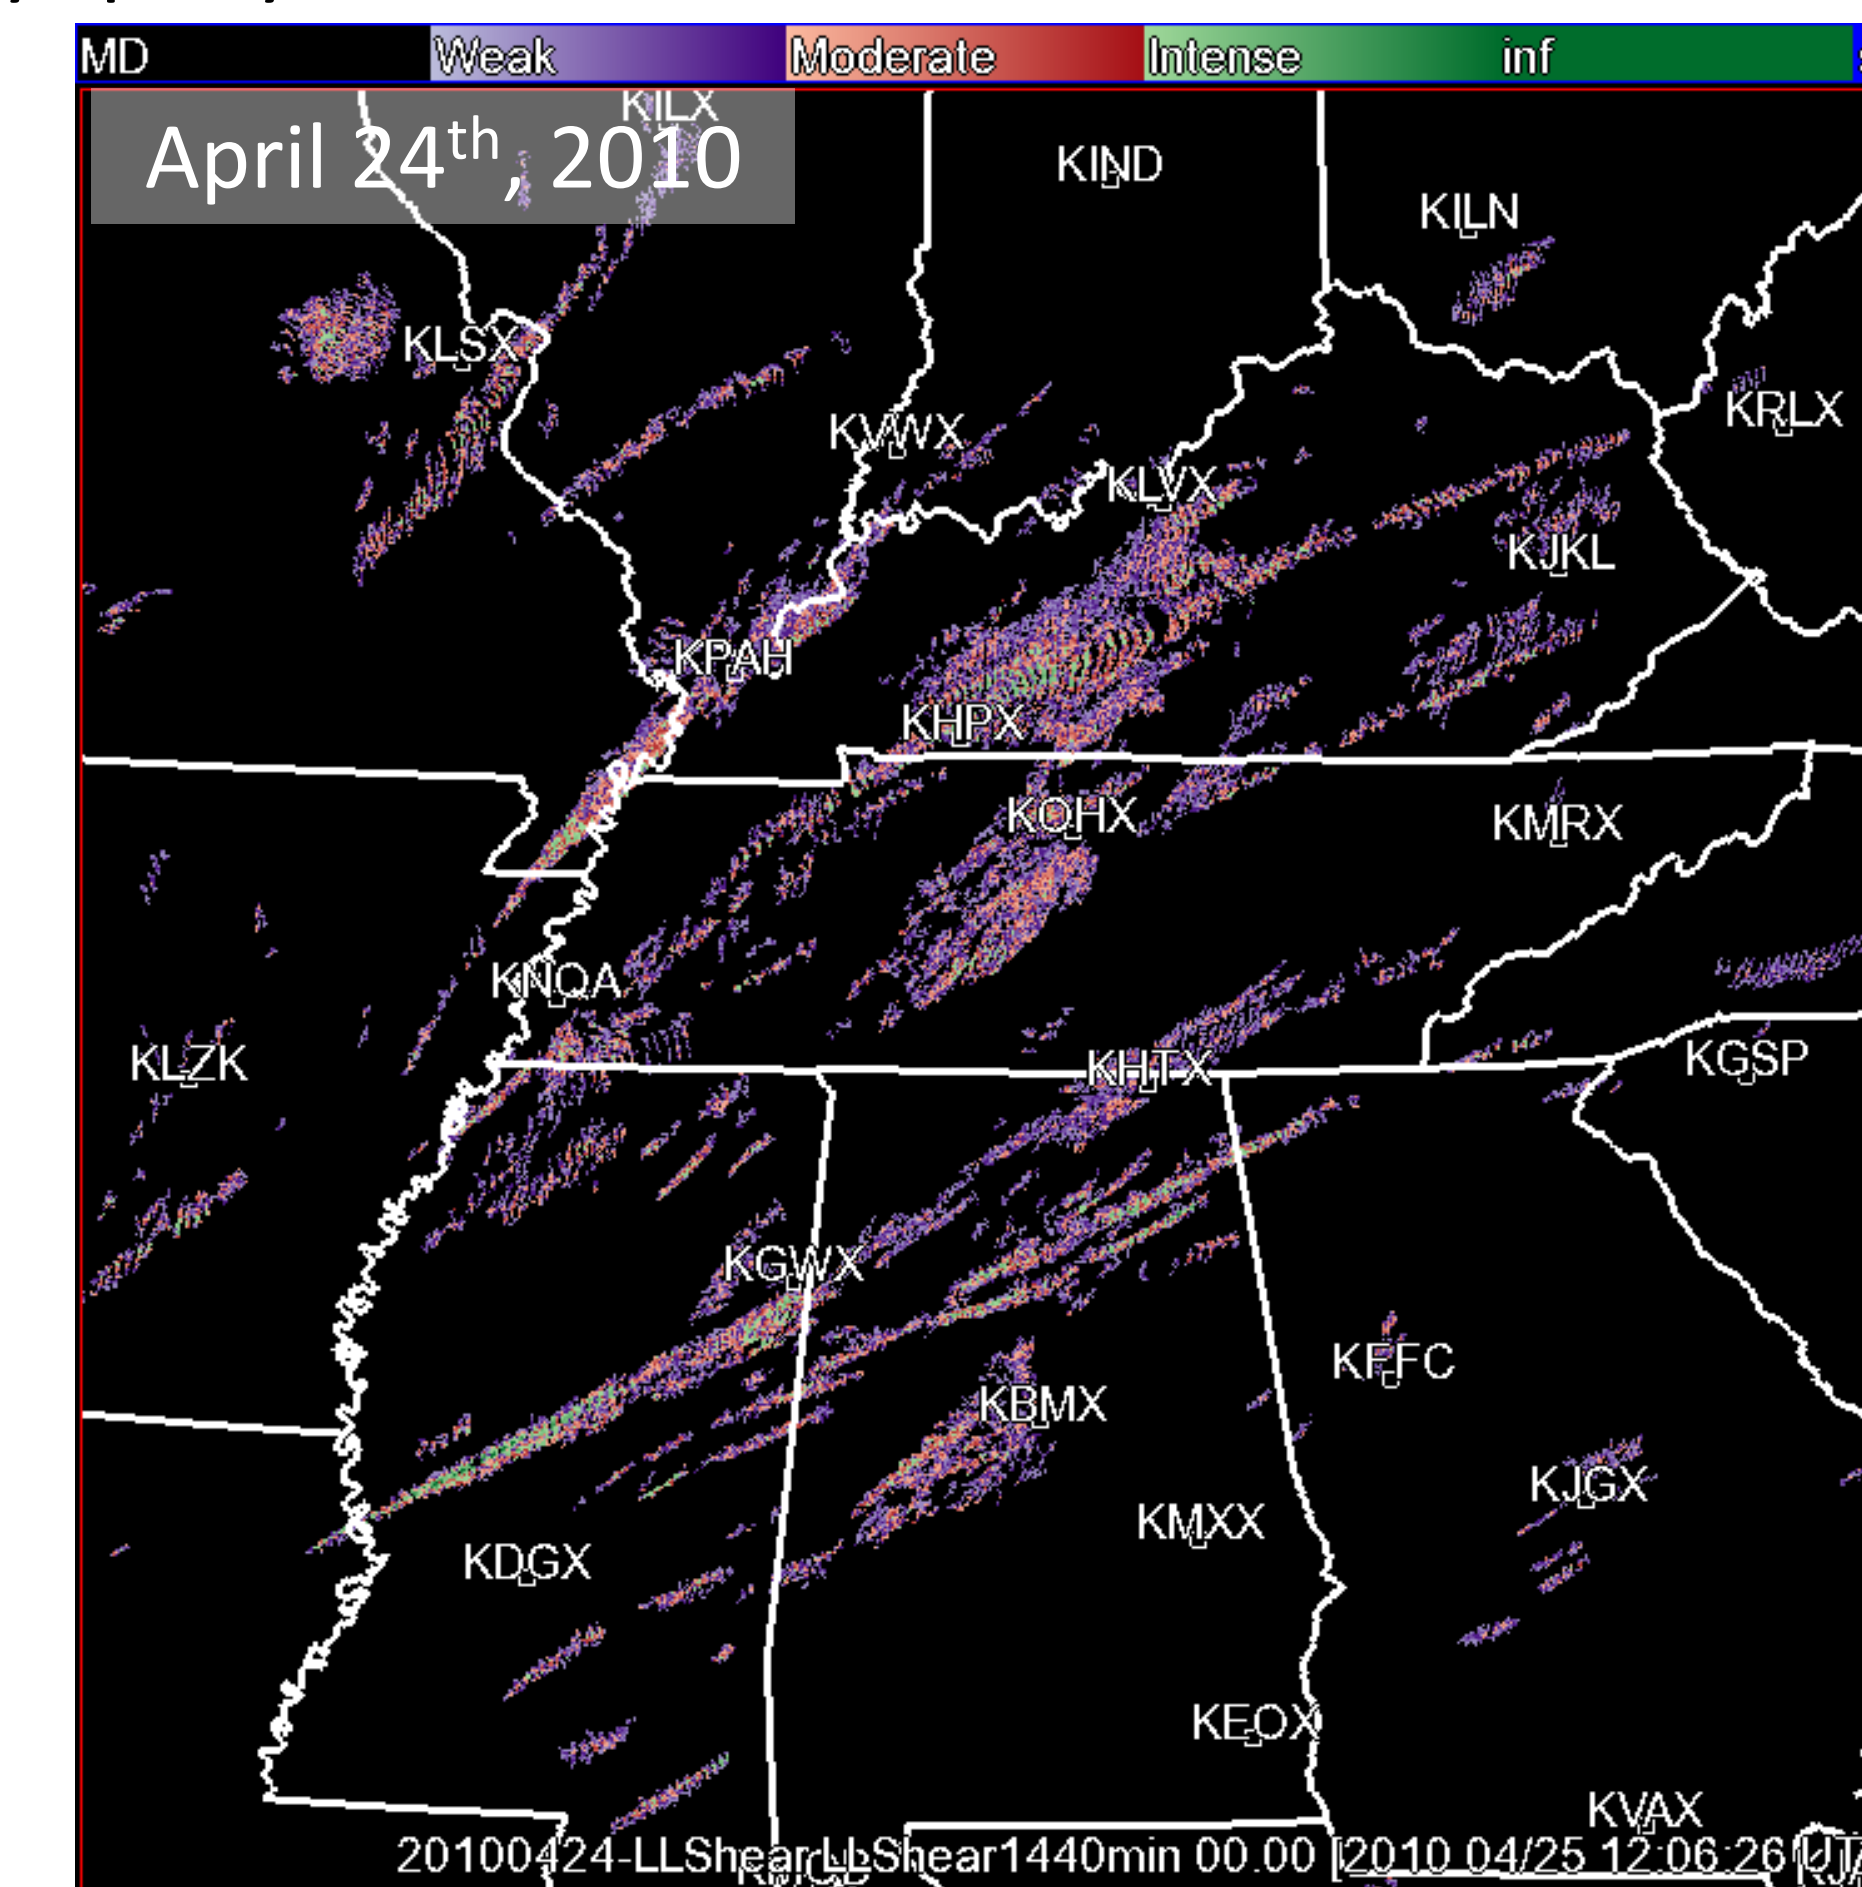 MD Weak Moderate Intense inf
KILX
April 24th, 2010
KIND
KILN
KLSX
KRLX
KVWX
KLVX
KJKL
KPAH
KHPX
KOHX
KMRX
KNQA
KLZK
KHTX
KGSP
KGWX
KFFC
KBMX
KJGX
KMXX
KDGX
KEOX
KVAX
20100424-LLShear LLShear1440min 00.00 [2010 04/25 12:06:26